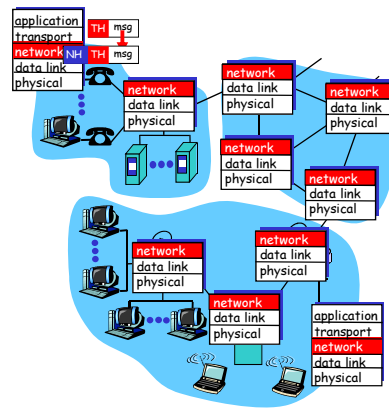 application
transport
network
data link
physical
TH msg
NH TH msg
network
data link
physical
network
data link
physical
network
data link
physical
network
data link
physical
network
data link
physical
network
data link
physical
network
data link
physical
network
data link
physical
application
transport
network
data link
physical